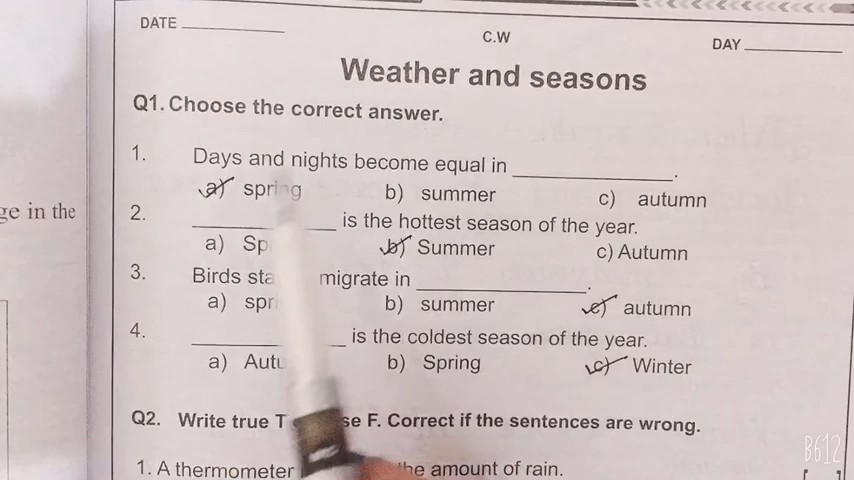 DATE
C.W
DAY
Weather and seasons
Q1. Choose the correct answer.
1. Days and nights become equal in
a) spring b) summer c) autumn
2. is the hottest season of the year.
a) Sp b) Summer c) Autumn
3. Birds sta migrate in
a) spri b) summer c) autumn
4. is the coldest season of the year.
a) Autu b) Spring c) Winter
ge in the
Q2. Write true T se F. Correct if the sentences are wrong.
1. A thermometer the amount of rain.
B612